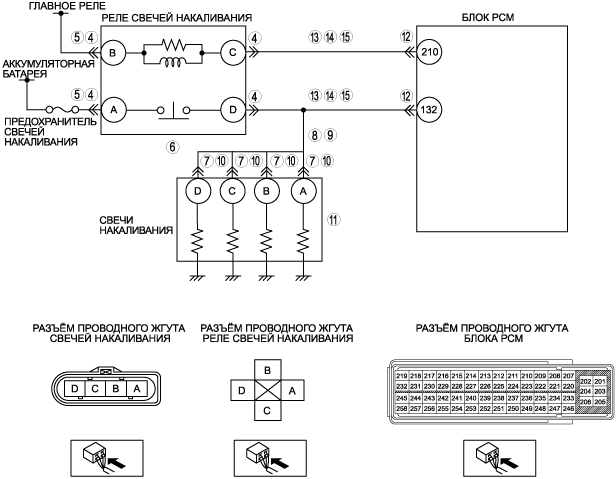 ГЛАВНОЕ РЕЛЕ
РЕЛЕ СВЕЧЕЙ НАКАЛИВАНИЯ
БЛОК PCM
5 4
B
C
4
13 14 15
12
210
АККУМУЛЯТОРНАЯ
БАТАРЕЯ
5 4
A
D
4
13 14 15
12
132
ПРЕДОХРАНИТЕЛЬ
СВЕЧЕЙ
НАКАЛИВАНИЯ
6
8 9
7 10 7 10 7 10 7 10
D C B A
СВЕЧИ
НАКАЛИВАНИЯ
11
РАЗЪЁМ ПРОВОДНОГО ЖГУТА
СВЕЧЕЙ НАКАЛИВАНИЯ
D C B A
РАЗЪЁМ ПРОВОДНОГО ЖГУТА
РЕЛЕ СВЕЧЕЙ НАКАЛИВАНИЯ
B
D A
C
РАЗЪЁМ ПРОВОДНОГО ЖГУТА
БЛОКА PCM
219 218 217 216 215 214 213 212 211 210 209 208 207
232 231 230 229 228 227 226 225 224 223 222 221 220
245 244 243 242 241 240 239 238 237 236 235 234 233
258 257 256 255 254 253 252 251 250 249 248 247 246
202 201
204 203
206 205